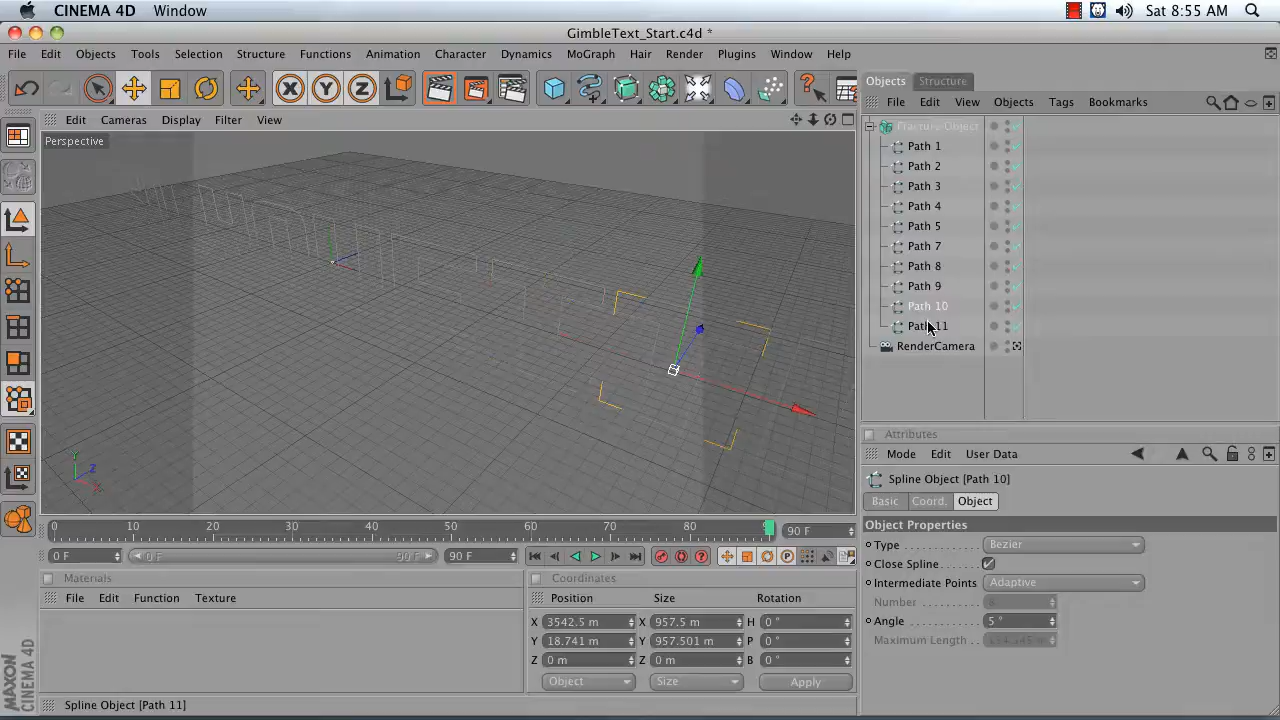 CINEMA 4D Window Sat 8:55 AM
GimbleText_Start.c4d *
File Edit Objects Tools Selection Structure Functions Animation Character Dynamics MoGraph Hair Render Plugins Window Help
X Y Z
Objects Structure
File Edit View Objects Tags Bookmarks
Edit Cameras Display Filter View
Perspective
Fracture Object
Path 1
Path 2
Path 3
Path 4
Path 5
Path 7
Path 8
Path 9
Path 10
Path 11
RenderCamera
Attributes
Mode Edit User Data
Spline Object [Path 10]
Basic Coord. Object
Object Properties
Type Bezier
Close Spline
Intermediate Points Adaptive
Number
Angle 5 °
Maximum Length
Y
Z
X
0 10 20 30 40 50 60 70 80 90 F
0 F 0 F 90 F 90 F
Materials
File Edit Function Texture
Coordinates
Position Size Rotation
X 3542.5 m X 957.5 m H 0 °
Y 18.741 m Y 957.501 m P 0 °
Z 0 m Z 0 m B 0 °
Object Size Apply
MAXON CINEMA 4D
Spline Object [Path 11]